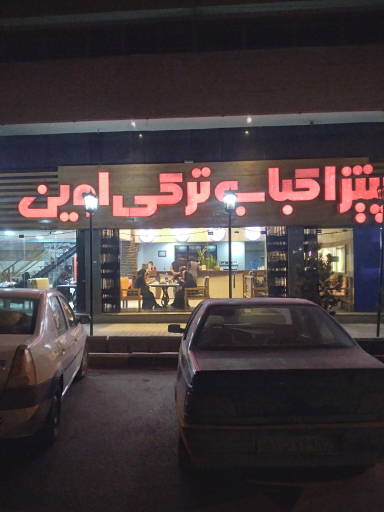 پیتزا کباب ترکی اوین